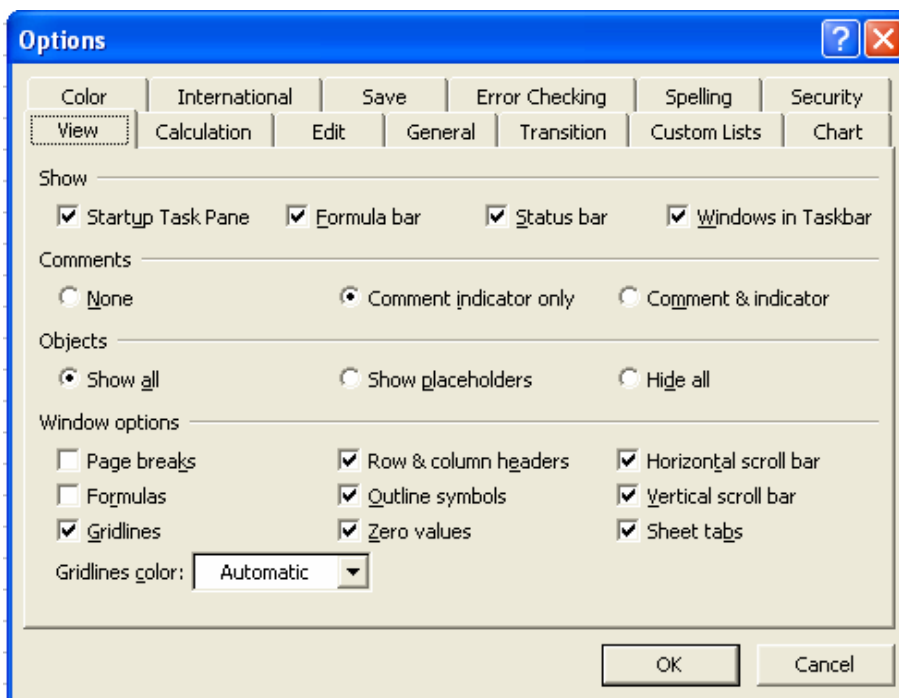 Options
Color International Save Error Checking Spelling Security
View Calculation Edit General Transition Custom Lists Chart
Show
Startup Task Pane Formula bar Status bar Windows in Taskbar
Comments
None Comment indicator only Comment & indicator
Objects
Show all Show placeholders Hide all
Window options
Page breaks Row & column headers Horizontal scroll bar
Formulas Outline symbols Vertical scroll bar
Gridlines Zero values Sheet tabs
Gridlines color: Automatic
OK Cancel